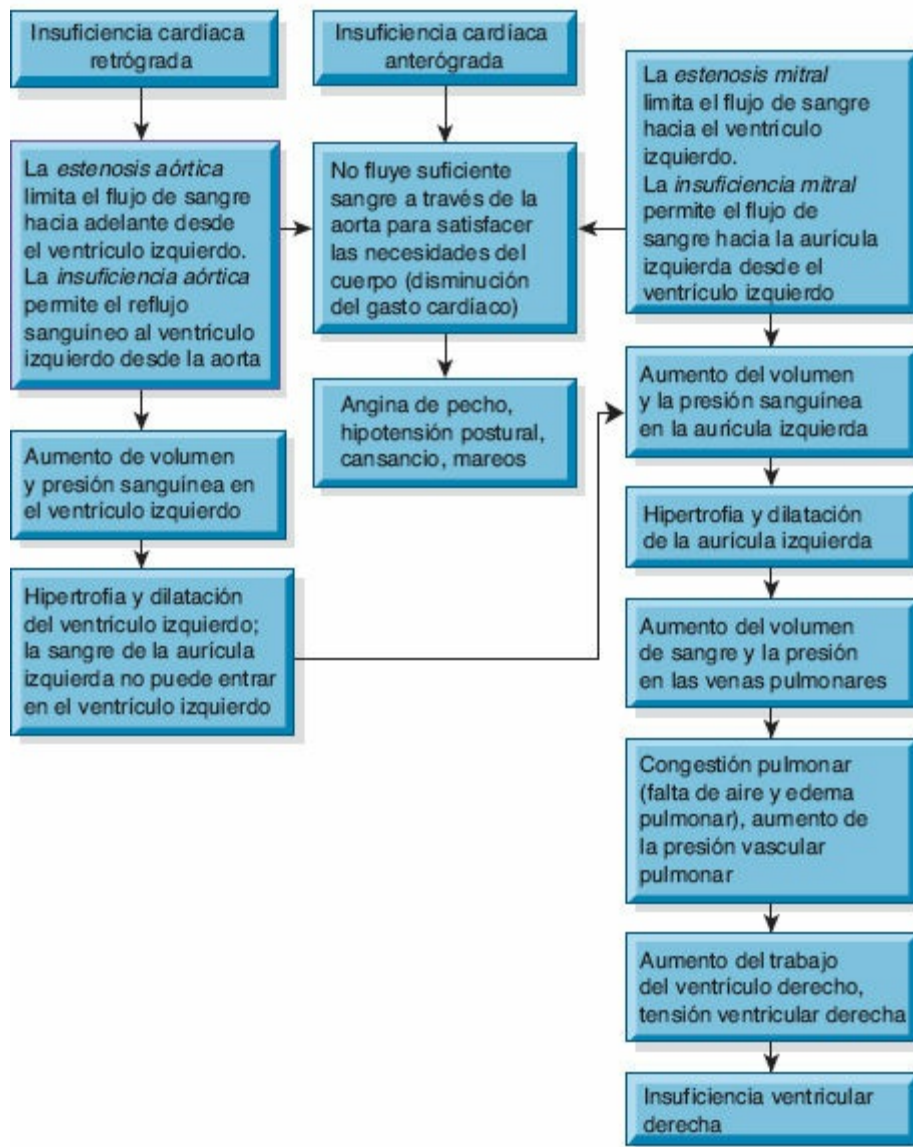 Insuficiencia cardíaca
retrógrada
Insuficiencia cardíaca
anterógrada
La estenosis aórtica
limita el flujo de sangre
hacia adelante desde
el ventrículo izquierdo.
La insuficiencia aórtica
permite el reflujo
sanguíneo al ventrículo
izquierdo desde la aorta
No fluye suficiente
sangre a través de la
aorta para satisfacer
las necesidades del
cuerpo (disminución
del gasto cardíaco)
La estenosis mitral
limita el flujo de sangre
hacia el ventrículo
izquierdo.
La insuficiencia mitral
permite el flujo de
sangre hacia la aurícula
izquierda desde el
ventrículo izquierdo
Aumento de volumen
y presión sanguínea en
el ventrículo izquierdo
Angina de pecho,
hipotensión postural,
cansancio, mareos
Aumento del volumen
y la presión sanguínea
en la aurícula izquierda
Hipertrofia y dilatación
del ventrículo izquierdo;
la sangre de la aurícula
izquierda no puede entrar
en el ventrículo izquierdo
Hipertrofia y dilatación
de la aurícula izquierda
Aumento del volumen
de sangre y la presión
en las venas pulmonares
Congestión pulmonar
(falta de aire y edema
pulmonar), aumento de
la presión vascular
pulmonar
Aumento del trabajo
del ventrículo derecho,
tensión ventricular derecha
Insuficiencia ventricular
derecha